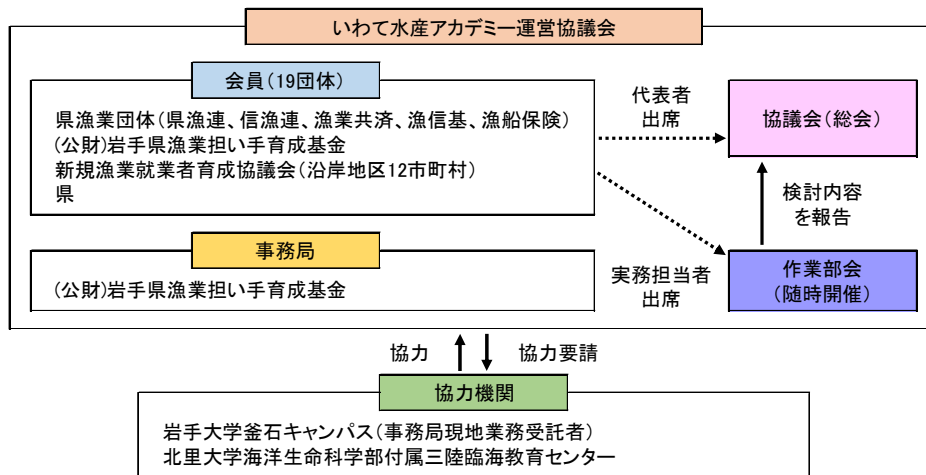 いわて水産アカデミー運営協議会
会員（19団体）
県漁業団体（県漁連、信漁連、漁業共済、漁信基、漁船保険）
（公財）岩手県漁業担い手育成基金
新規漁業就業者育成協議会（沿岸地区12市町村）
県
代表者
出席
協議会（総会）
検討内容
を報告
事務局
（公財）岩手県漁業担い手育成基金
実務担当者
出席
作業部会
（随時開催）
協力
協力要請
協力機関
岩手大学釜石キャンパス（事務局現地業務受託者）
北里大学海洋生命科学部付属三陸臨海教育センター